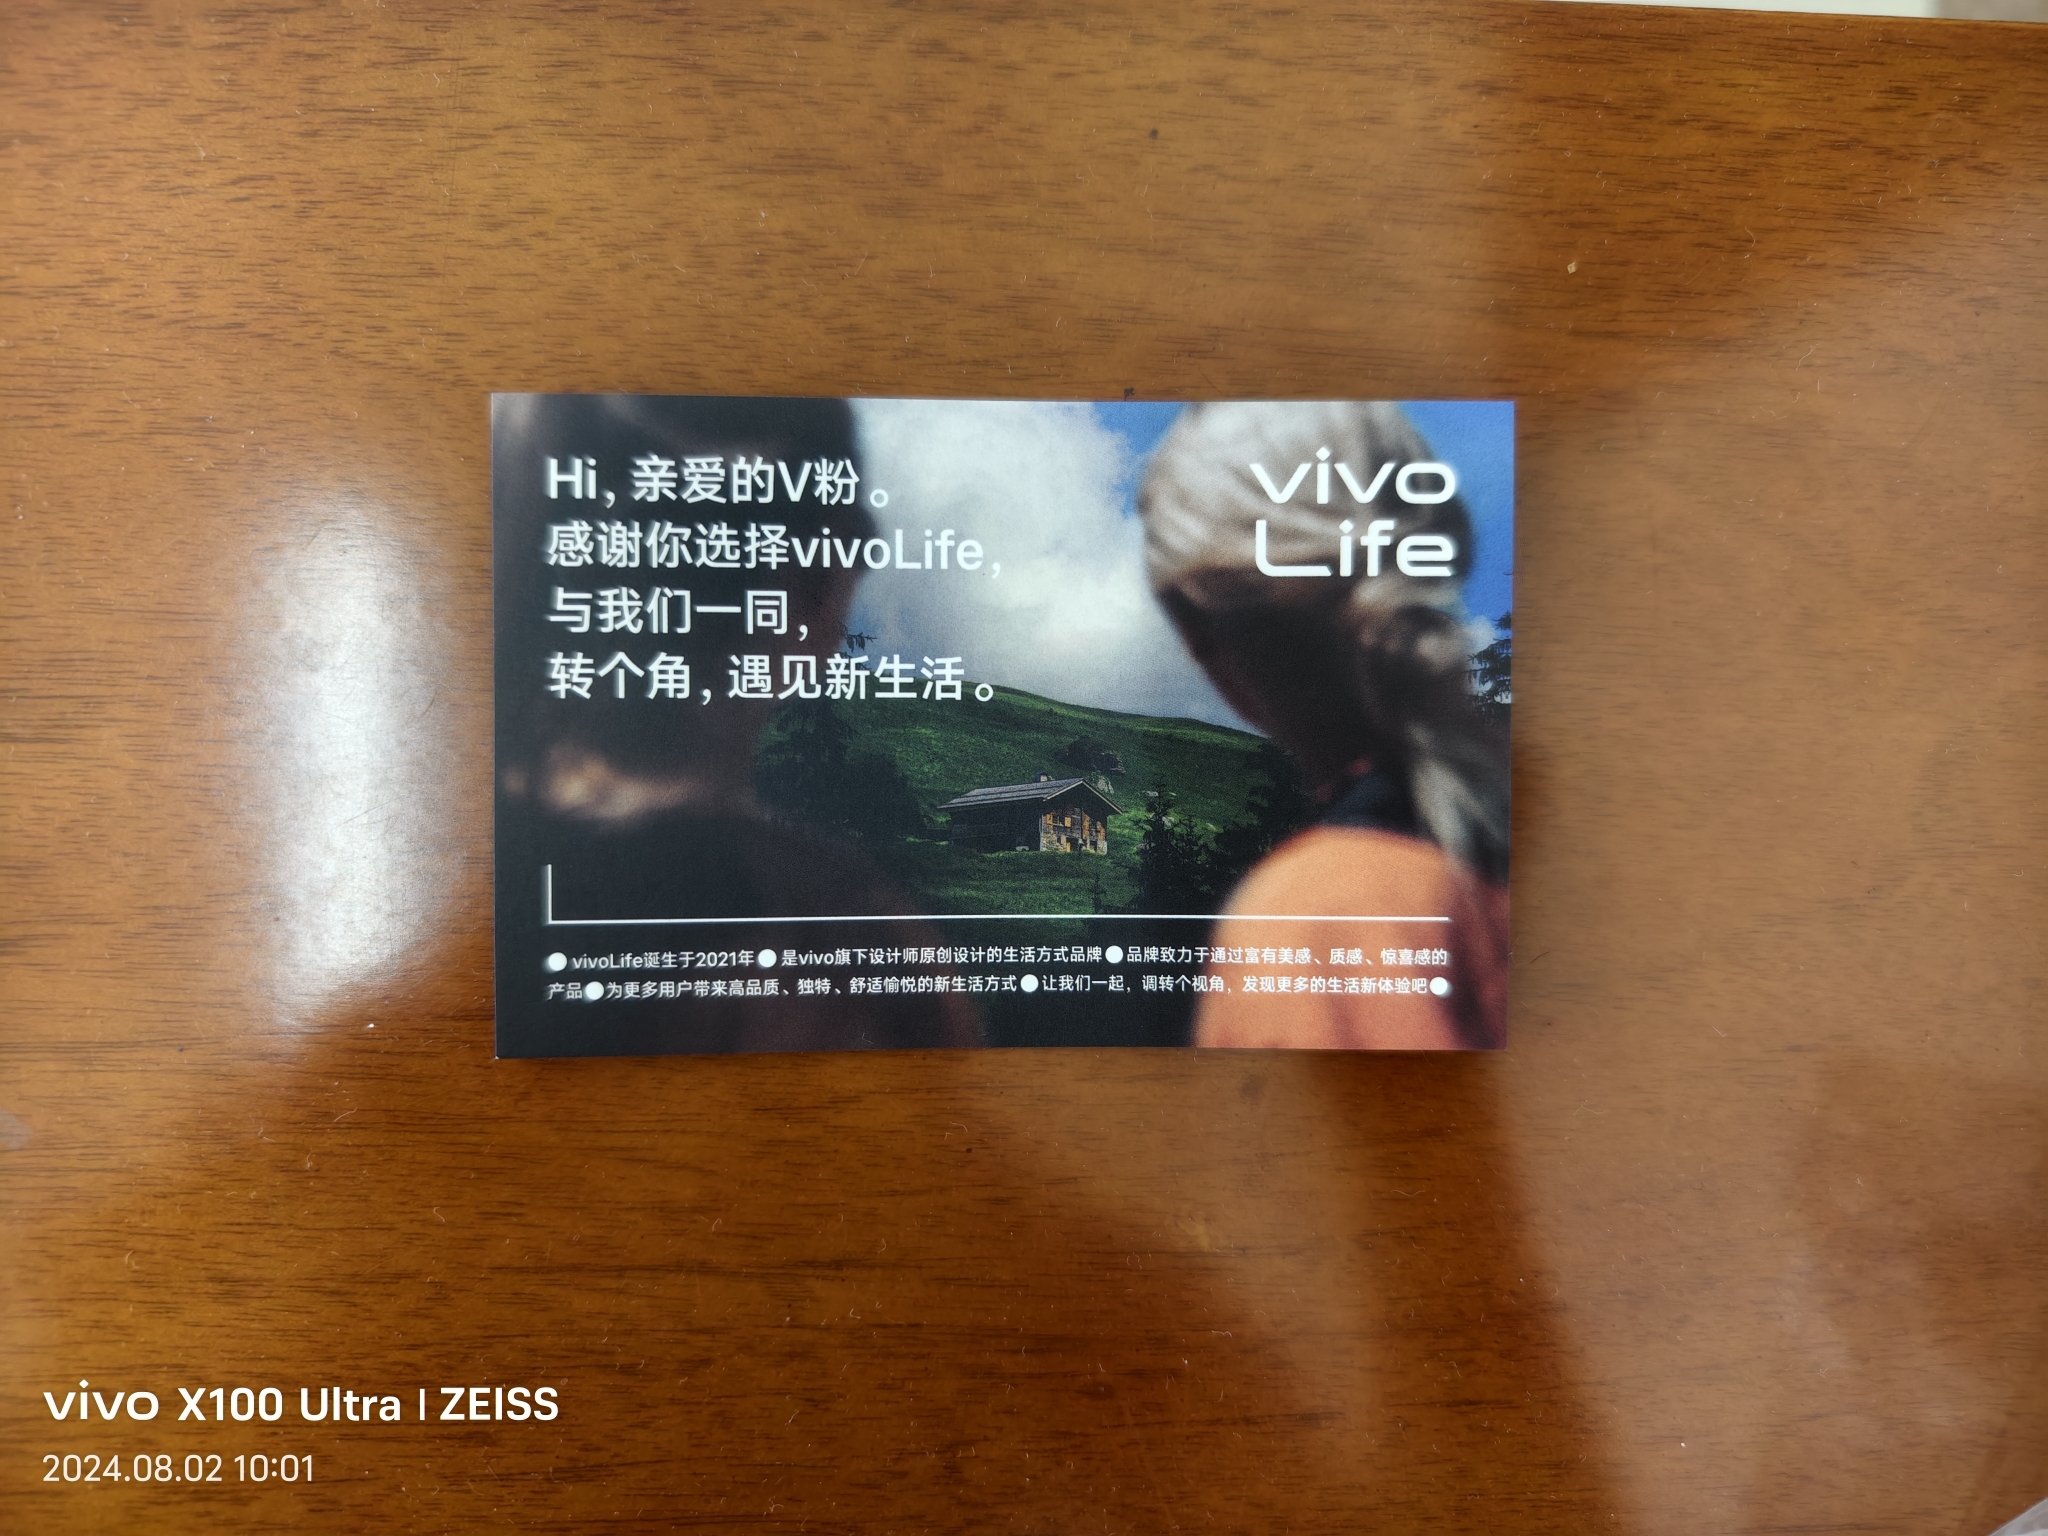 Hi, 亲爱的V粉。
感谢你选择vivoLife,
与我们一同,
转个角, 遇见新生活。
vivo
Life
●vivoLife诞生于2021年●是vivo旗下设计师原创设计的生活方式品牌●品牌致力于通过富有美感、质感、惊喜感的
产品●为更多用户带来高品质、独特、舒适愉悦的新生活方式●让我们一起，调转个视角，发现更多的生活新体验吧●
vivo X100 Ultra | ZEISS
2024.08.02 10:01